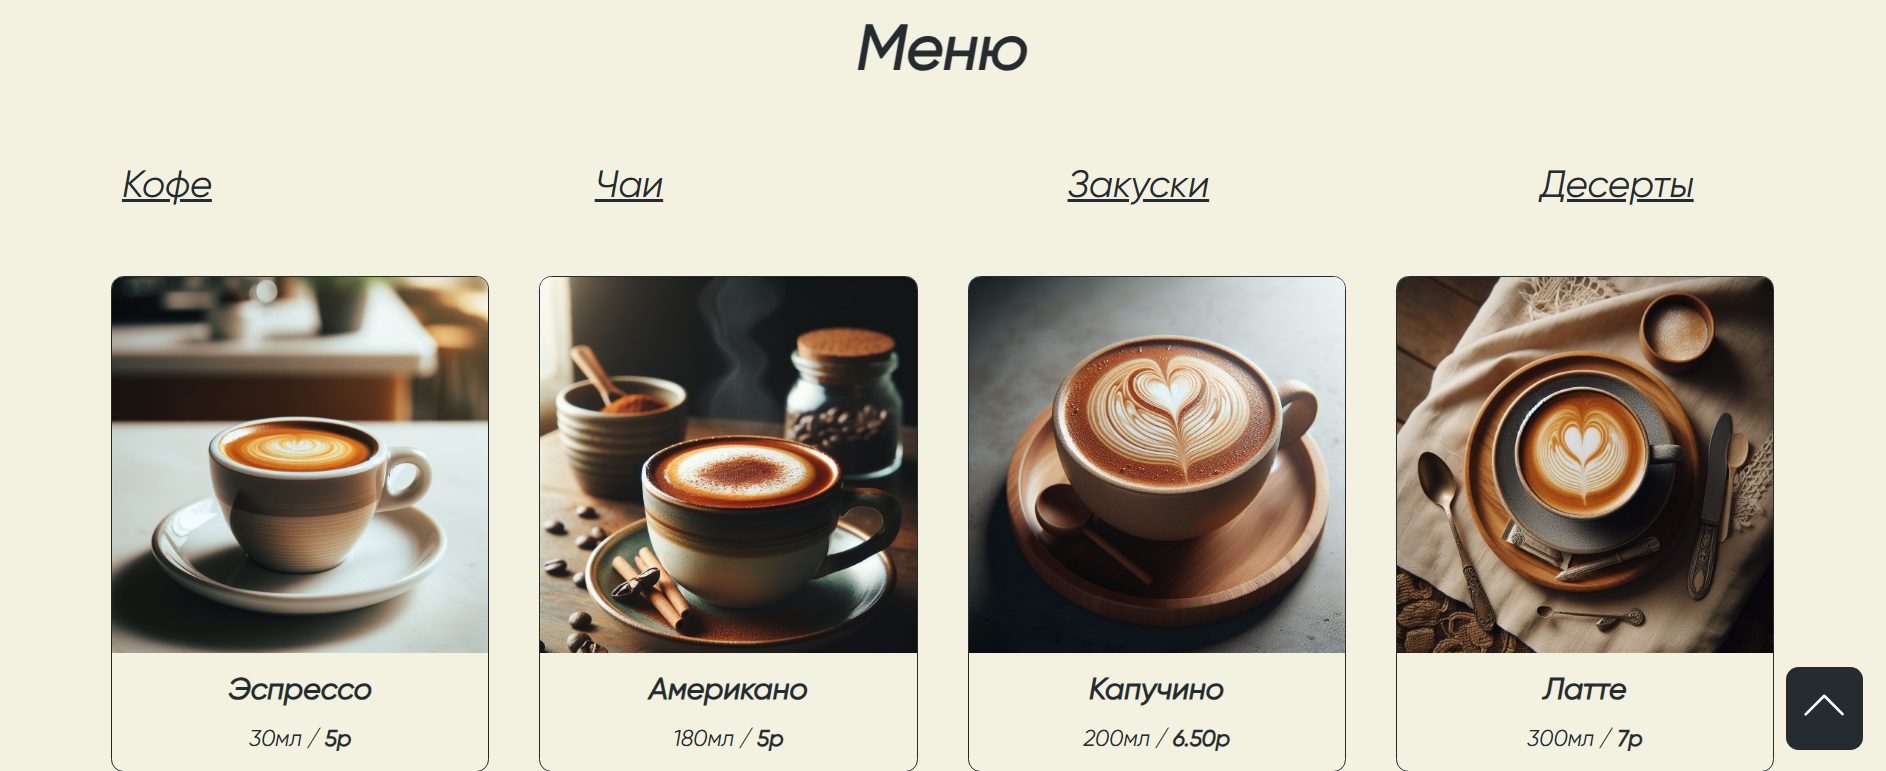 Меню
Кофе Чаи Закуски Десерты
Эспрессо Американо Капучино Латте
30мл / 5р 180мл / 5р 200мл / 6.50р 300мл / 7р